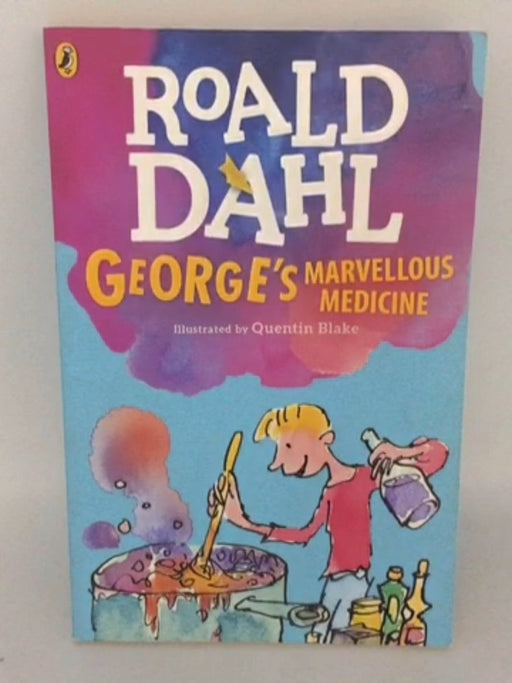 ROALD
DAHL
GEORGE'S MARVELLOUS
MEDICINE
Illustrated by Quentin Blake